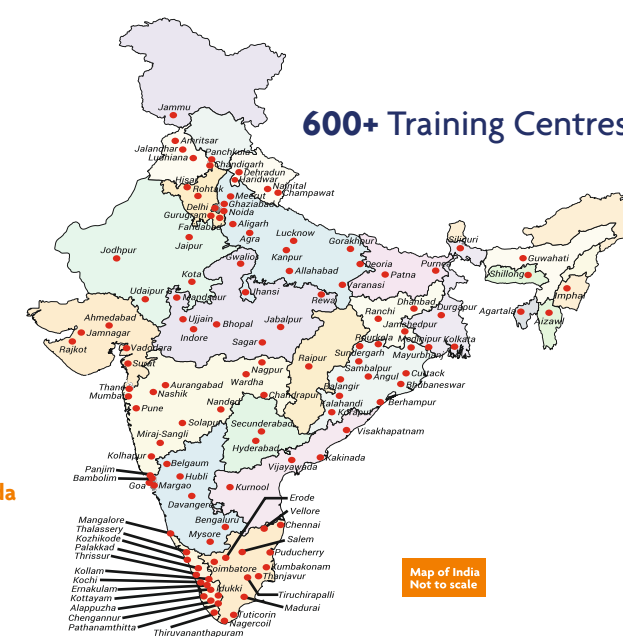 Jammu
600+ Training Centres
Amritsar
Jalandhar
Ludhiana
Panchkula
Chandigarh
Dehradun
Haridwar
Hisar
Rohtak
Nainital
Champawat
Meerut
Delhi
Ghaziabad
Noida
Gurugram
Faridabad
Aligarh
Agra
Lucknow
Gorakhpur
Siliguri
Jodhpur
Jaipur
Gwalior
Kanpur
Deoria
Purnea
Guwahati
Kota
Allahabad
Patna
Shillong
Udaipur
Mandsaur
Jhansi
Varanasi
Rewa
Imphal
Dhanbad
Durgapur
Ranchi
Agartala
Aizawl
Ahmedabad
Jamnagar
Rajkot
Ujjain
Bhopal
Indore
Jabalpur
Sagar
Jamshedpur
Rourkela
Medinipur
Kolkata
Vadodara
Surat
Sundergarh
Mayurbhanj
Raipur
Nagpur
Wardha
Sambalpur
Angul
Cuttack
Bhubaneswar
Thane
Mumbai
Aurangabad
Nashik
Chandrapur
Balangir
Kalahandi
Koraput
Berhampur
Pune
Nanded
Solapur
Secunderabad
Visakhapatnam
Miraj-Sangli
Hyderabad
Kolhapur
Belgaum
Vijayawada
Kakinada
Panjim
Bambolim
Goa
Margao
Hubli
Kurnool
la
Davangere
Erode
Vellore
Mangalore
Thalassery
Kozhikode
Palakkad
Thrissur
Bengaluru
Mysore
Chennai
Salem
Puducherry
Coimbatore
Kumbakonam
Thanjavur
Kollam
Kochi
Ernakulam
Kottayam
Alappuzha
Chengannur
Pathanamthitta
Thiruvananthapuram
Idukki
Tiruchirapalli
Madurai
Tuticorin
Nagercoil
Map of India
Not to scale